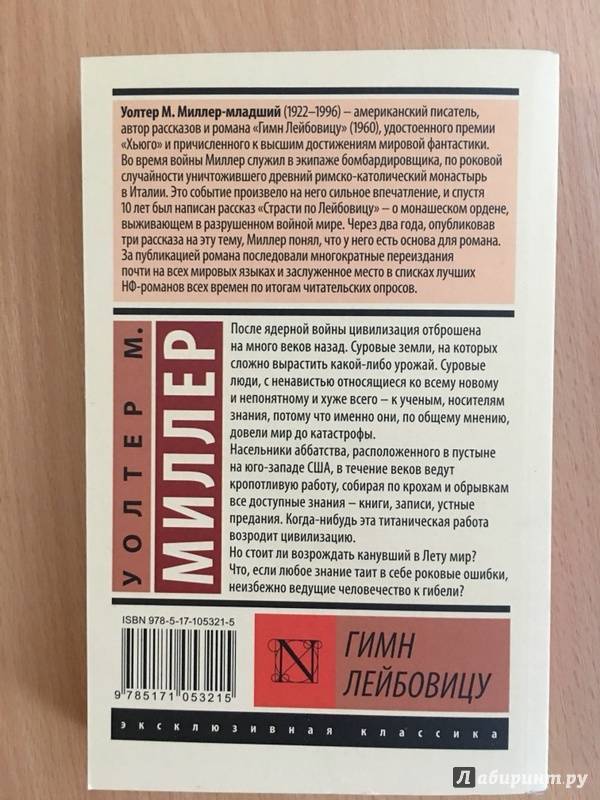 Уолтер М. Миллер-младший (1922–1996) – американский писатель,
автор рассказов и романа «Гимн Лейбовицу» (1960), удостоенного премии
«Хьюго» и причисленного к высшим достижениям мировой фантастики.
Во время войны Миллер служил в экипаже бомбардировщика, по роковой
случайности уничтожившего древний римско-католический монастырь
в Италии. Это событие произвело на него сильное впечатление, и спустя
10 лет был написан рассказ «Страсти по Лейбовицу» – о монашеском ордене,
выживающем в разрушенном войной мире. Через два года, опубликовав
три рассказа на эту тему, Миллер понял, что у него есть основа для романа.
За публикацией романа последовали многократные переиздания
почти на всех мировых языках и заслуженное место в списках лучших
НФ-романов всех времен по итогам читательских опросов.
УОЛТЕР М.
МИЛЛЕР
После ядерной войны цивилизация отброшена
на много веков назад. Суровые земли, на которых
сложно вырастить какой-либо урожай. Суровые
люди, с ненавистью относящиеся ко всему новому
и непонятному и хуже всего – к ученым, носителям
знания, потому что именно они, по общему мнению,
довели мир до катастрофы.
Насельники аббатства, расположенного в пустыне
на юго-западе США, в течение веков ведут
кропотливую работу, собирая по крохам и обрывкам
все доступные знания – книги, записи, устные
предания. Когда-нибудь эта титаническая работа
возродит цивилизацию.
Но стоит ли возрождать канувший в Лету мир?
Что, если любое знание таит в себе роковые ошибки,
неизбежно ведущие человечество к гибели?
ISBN 978-5-17-105321-5
9 785171 053215
N
ГИМН
ЛЕЙБОВИЦУ
эксклюзивная классика
Лабиринт.ру